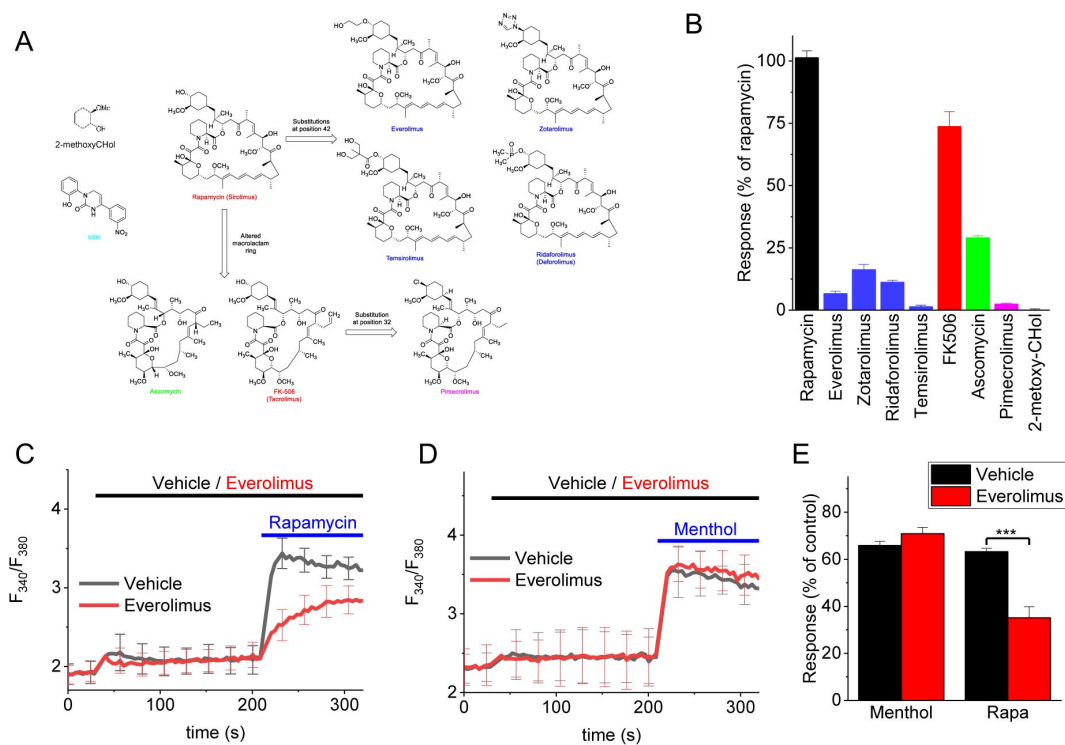 A
2-methoxyCHol
Rapamycin (Sirolimus)
Substitutions
at position 42
Everolimus
Zotarolimus
Temsirolimus
Ridaforolimus
(Deforolimus)
Altered
macrolactam
ring
Ascomycin
FK-506
(Tacrolimus)
Substitution
at position 32
Pimecrolimus
B
Response (% of rapamycin)
100
75
50
25
0
Rapamycin
Everolimus
Zotarolimus
Ridaforolimus
Temsirolimus
FK506
Ascomycin
Pimecrolimus
2-metoxy-CHol
C
Vehicle / Everolimus
Rapamycin
Vehicle
Everolimus
F340/F380
4
3
2
0
100
200
300
time (s)
D
Vehicle / Everolimus
Menthol
Vehicle
Everolimus
F340/F380
4
3
2
0
100
200
300
time (s)
E
Vehicle
Everolimus
***
Response (% of control)
80
60
40
20
0
Menthol
Rapa